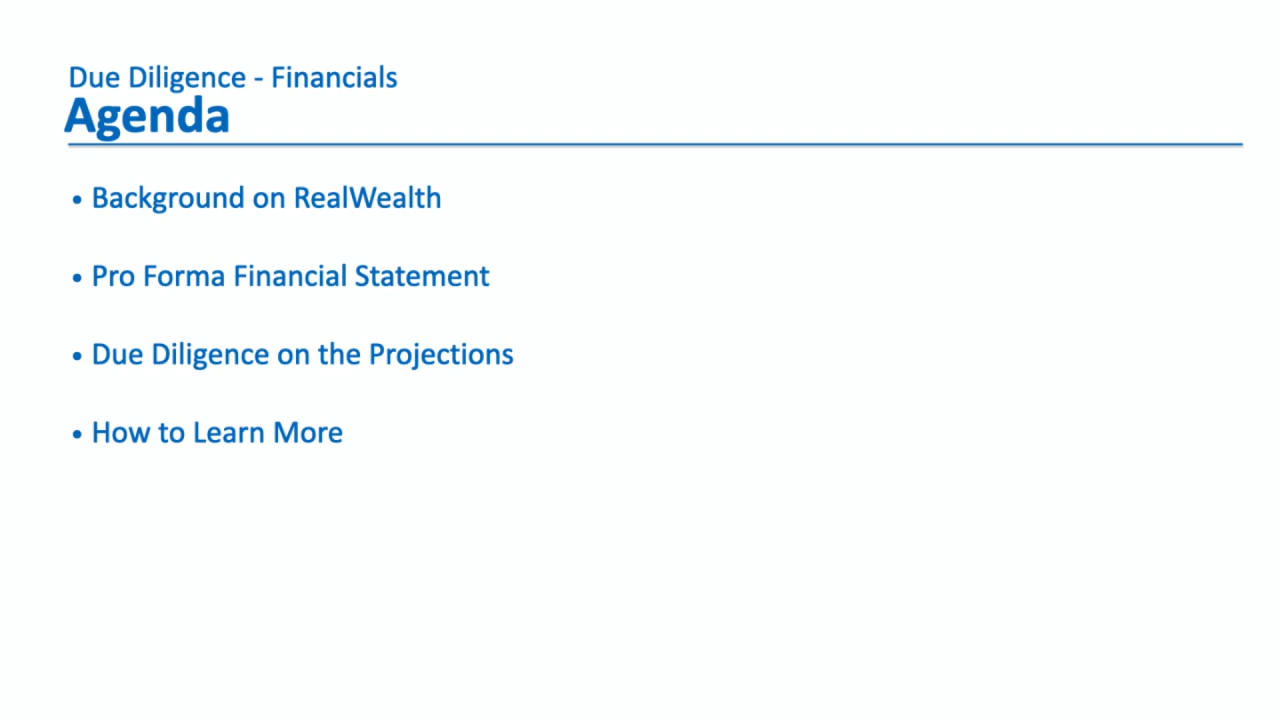 Due Diligence - Financials
Agenda
• Background on RealWealth
• Pro Forma Financial Statement
• Due Diligence on the Projections
• How to Learn More